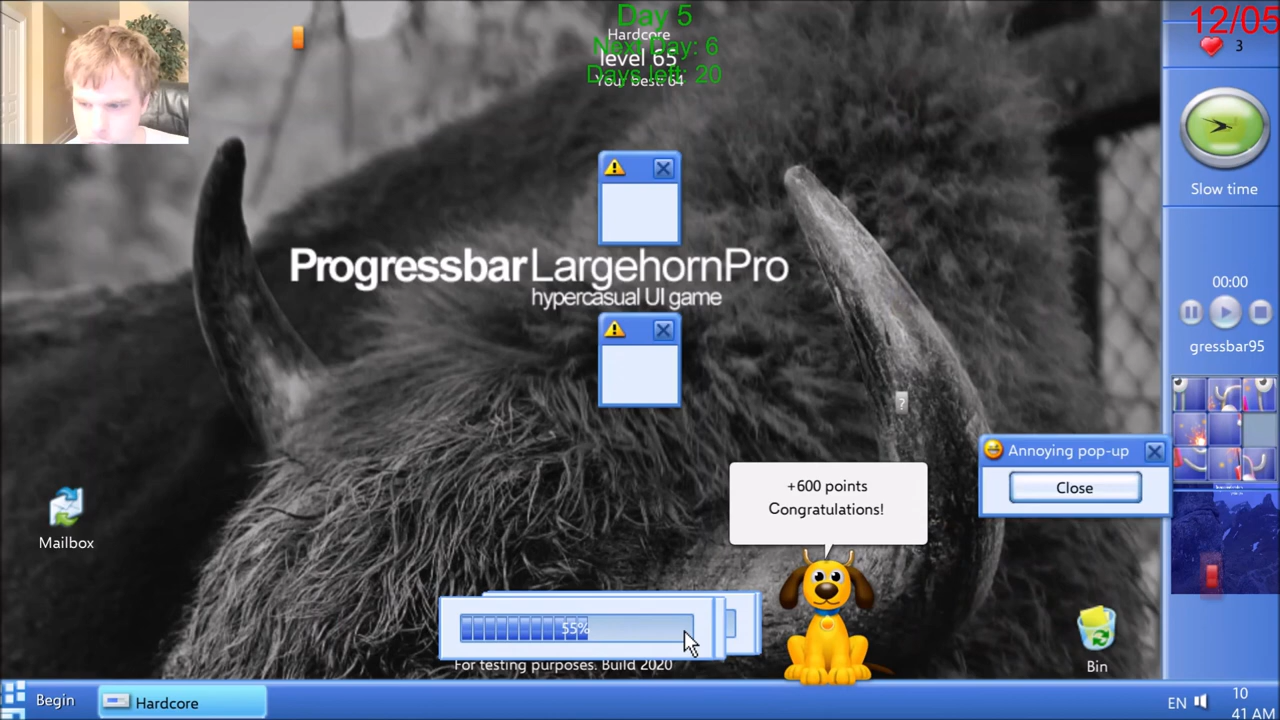 Day 5
Hardcore
Next Day: 6
level 65
Days left: 20
Your best: 64
12/05
3
Slow time
00:00
gressbar95
Progressbar LargehornPro
hypercasual UI game
?
Annoying pop-up
Close
+600 points
Congratulations!
Mailbox
55%
For testing purposes. Build 2020
Bin
Begin
Hardcore
EN
10
41 AM